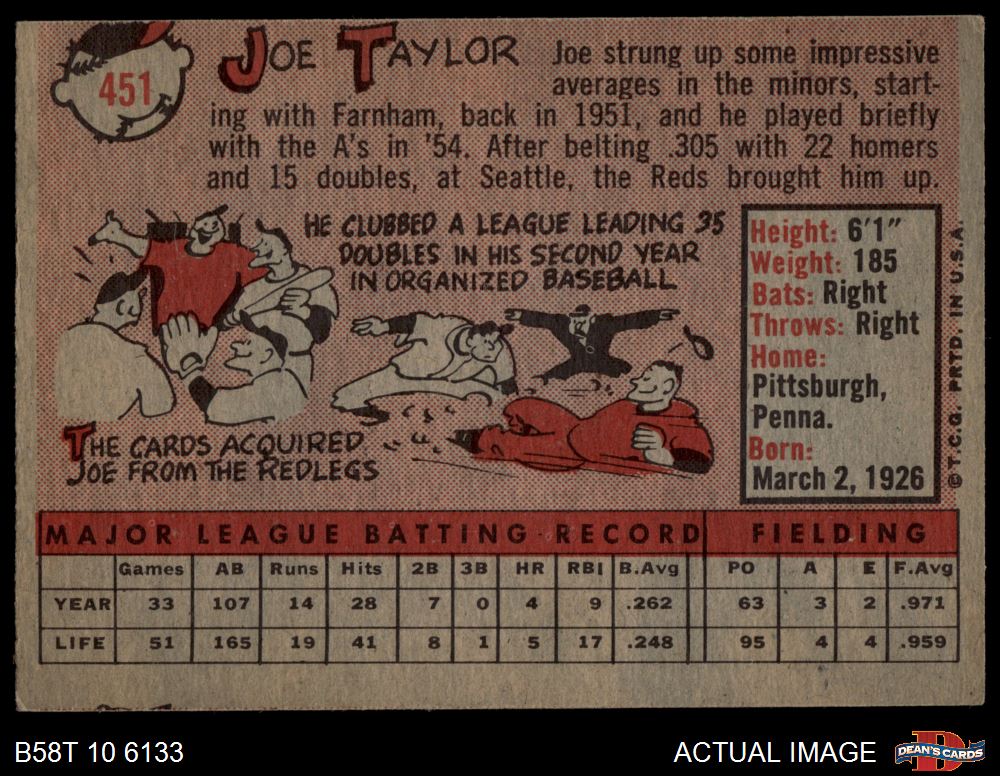 451
JOE TAYLOR
Joe strung up some impressive
averages in the minors, start-
ing with Farnham, back in 1951, and he played briefly
with the A's in '54. After belting .305 with 22 homers
and 15 doubles, at Seattle, the Reds brought him up.
HE CLUBBED A LEAGUE LEADING 35
DOUBLES IN HIS SECOND YEAR
IN ORGANIZED BASEBALL
THE CARDS ACQUIRED
JOE FROM THE REDLEGS
Height: 6'1"
Weight: 185
Bats: Right
Throws: Right
Home:
Pittsburgh,
Penna.
Born:
March 2, 1926
© T.C.G. PRTD. IN U.S.A.
MAJOR LEAGUE BATTING RECORD FIELDING
Games AB Runs Hits 2B 3B HR RBI B.Avg PO A E F.Avg
YEAR 33 107 14 28 7 0 4 9 .262 63 3 2 .971
LIFE 51 165 19 41 8 1 5 17 .248 95 4 4 .959
B58T 10 6133
ACTUAL IMAGE
DEAN'S CARDS